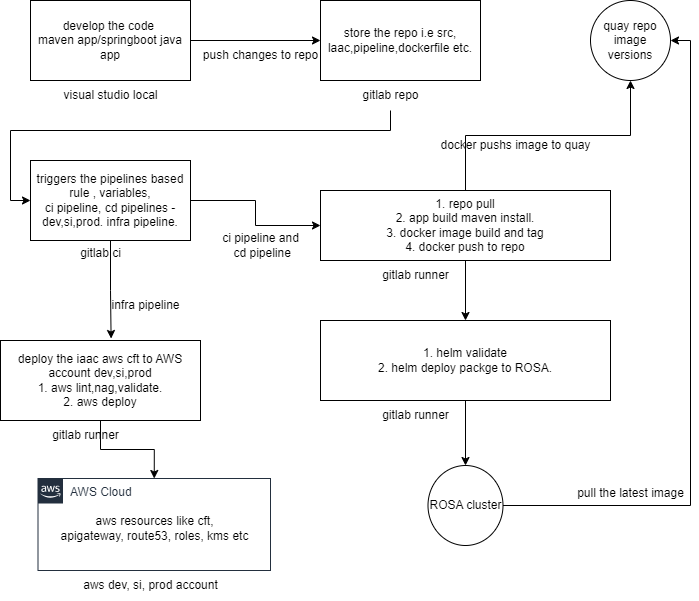 develop the code
maven app/springboot java
app
push changes to repo
store the repo i.e src,
Iaac,pipeline,dockerfile etc.
quay repo
image
versions
visual studio local
gitlab repo
docker pushs image to quay
triggers the pipelines based
rule , variables,
ci pipeline, cd pipelines -
dev,si,prod. infra pipeline.
gitlab ci
ci pipeline and
cd pipeline
1. repo pull
2. app build maven install.
3. docker image build and tag
4. docker push to repo
gitlab runner
infra pipeline
deploy the iaac aws cft to AWS
account dev,si,prod
1. aws lint,nag,validate.
2. aws deploy
gitlab runner
1. helm validate
2. helm deploy packge to ROSA.
gitlab runner
aws
AWS Cloud
aws resources like cft,
apigateway, route53, roles, kms etc
aws dev, si, prod account
ROSA cluster
pull the latest image